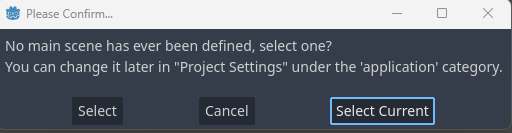 Please Confirm...
No main scene has ever been defined, select one?
You can change it later in "Project Settings" under the 'application' category.
Select Cancel Select Current